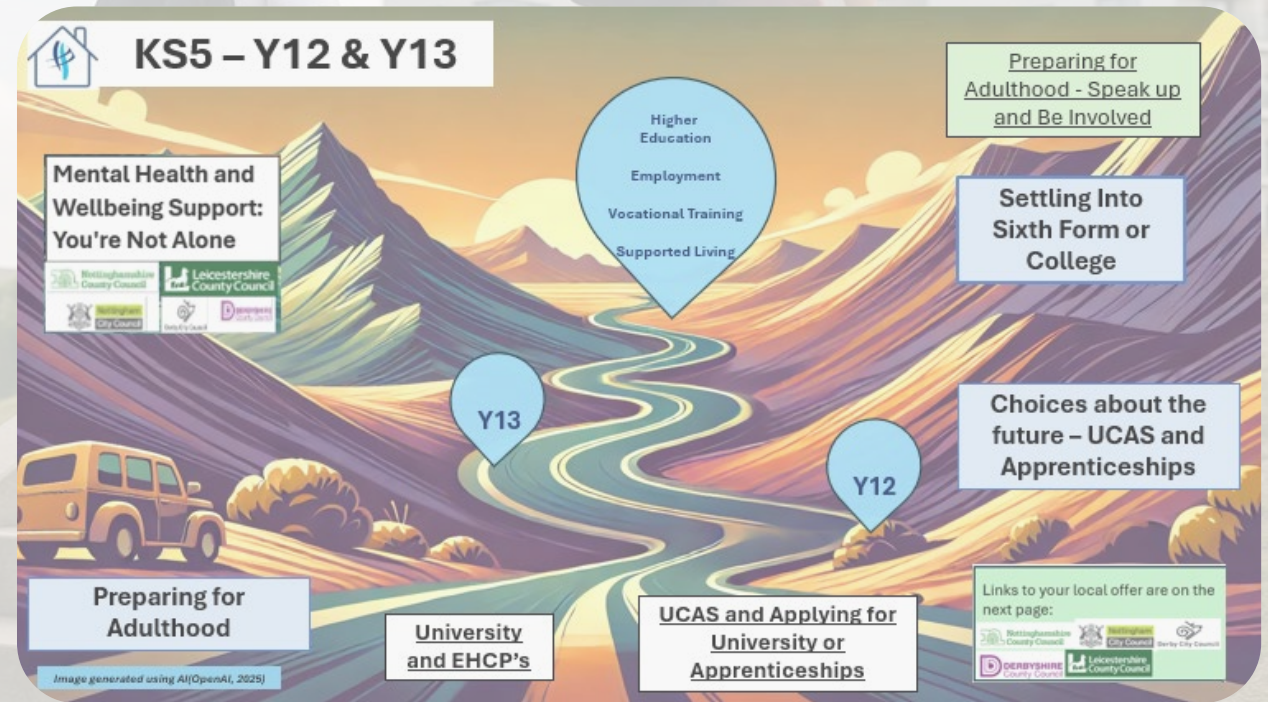 KS5 – Y12 & Y13
Preparing for
Adulthood - Speak up
and Be Involved
Higher
Education
Employment
Vocational Training
Supported Living
Mental Health and
Wellbeing Support:
You're Not Alone
Nottinghamshire
County Council
Leicestershire
County Council
Nottingham
City Council
Derby City Council
DERBYSHIRE
County Council
Settling Into
Sixth Form or
College
Y13
Y12
Choices about the
future – UCAS and
Apprenticeships
Preparing for
Adulthood
University
and EHCP's
UCAS and Applying for
University or
Apprenticeships
Links to your local offer are on the
next page:
Nottinghamshire
County Council
Nottingham
City Council
Derby City Council
DERBYSHIRE
County Council
Leicestershire
County Council
Image generated using AI(OpenAI, 2025)